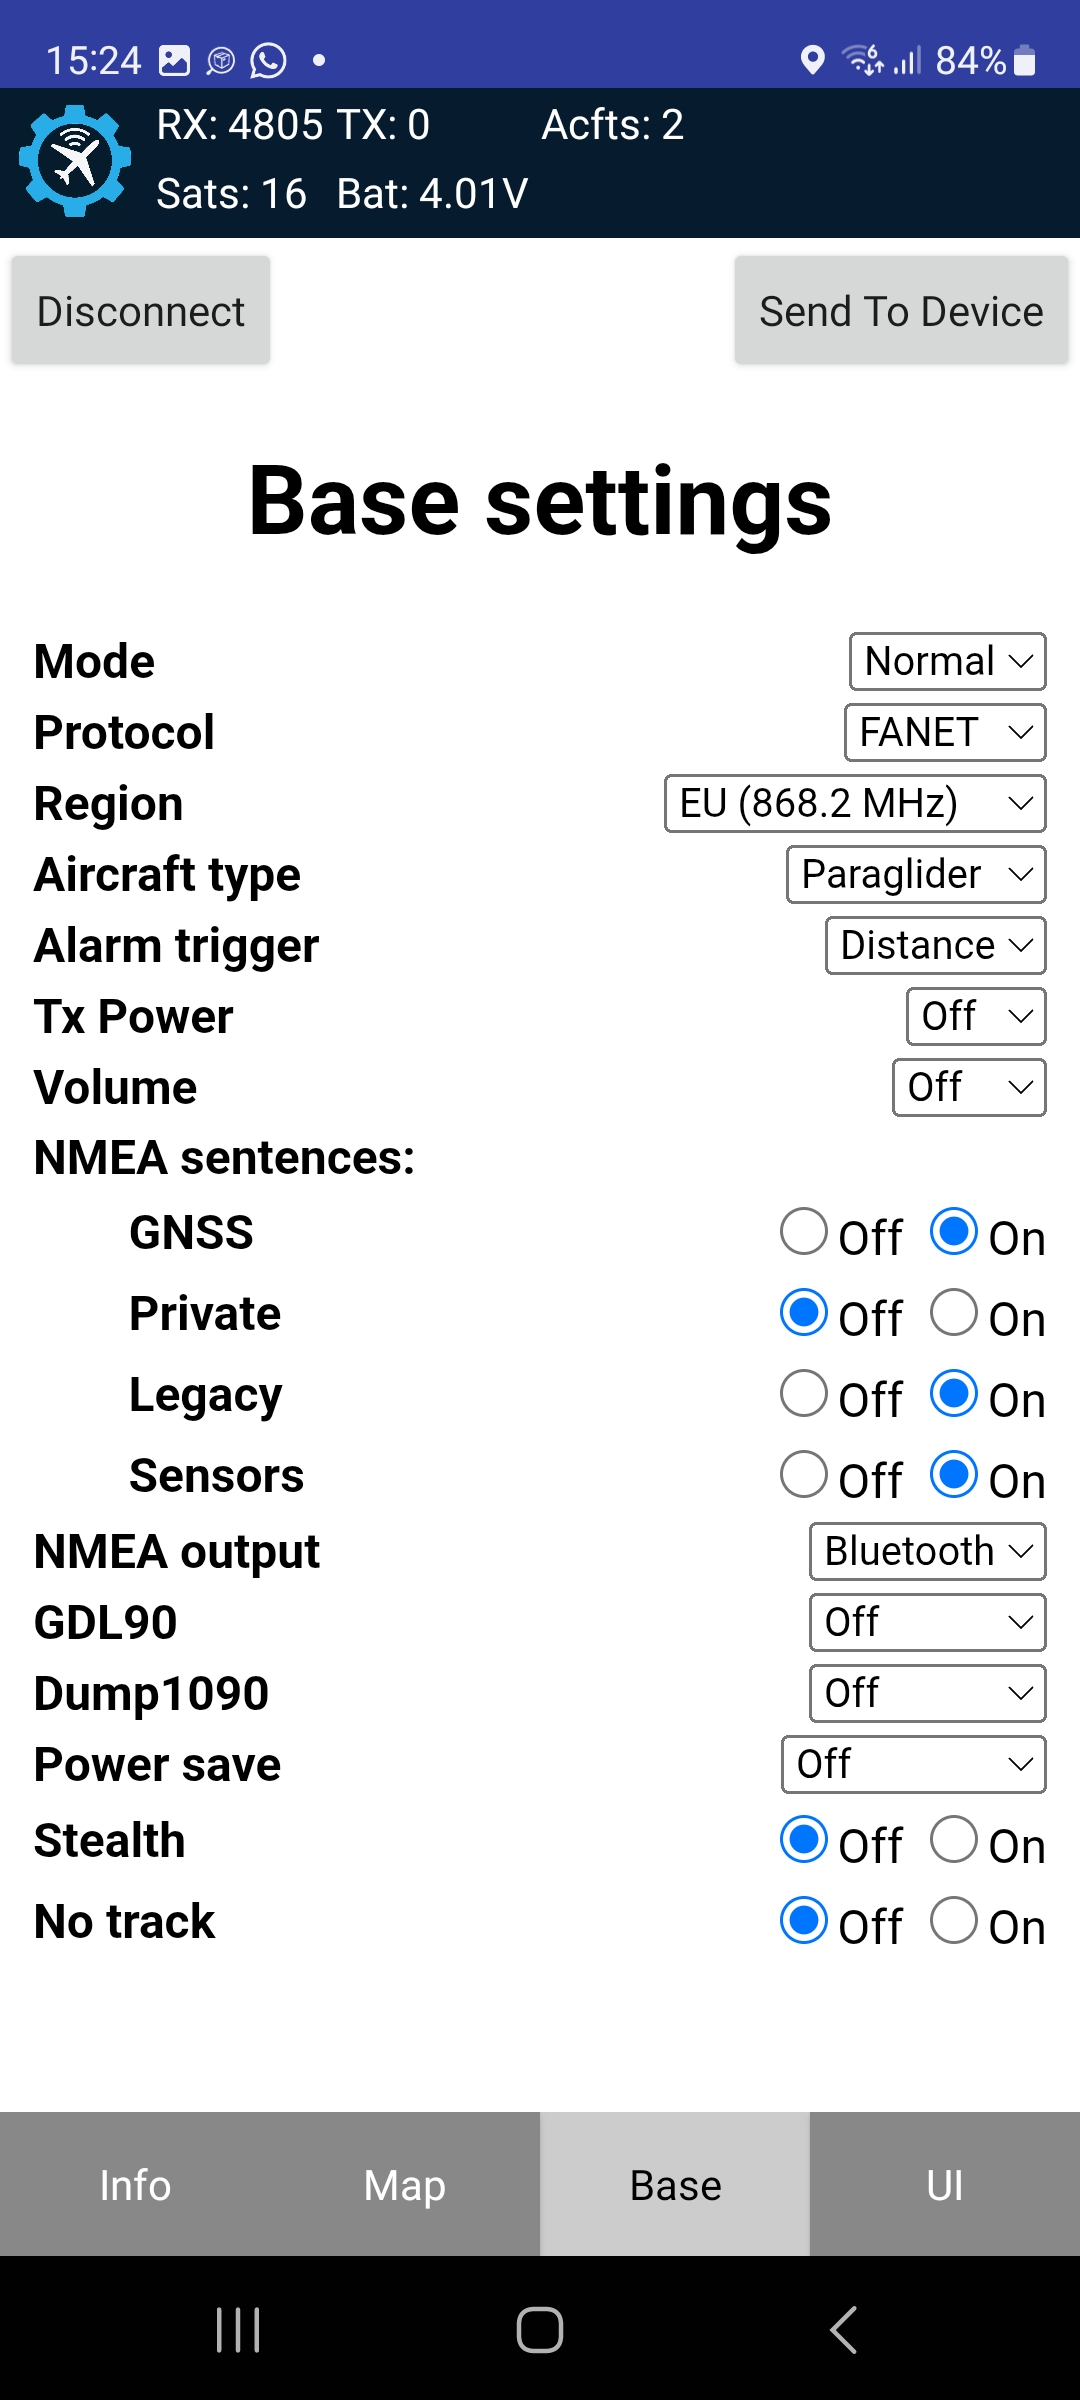 15:24 84%
RX: 4805 TX: 0 Acfts: 2
Sats: 16 Bat: 4.01V
Disconnect Send To Device
Base settings
Mode Normal
Protocol FANET
Region EU (868.2 MHz)
Aircraft type Paraglider
Alarm trigger Distance
Tx Power Off
Volume Off
NMEA sentences:
GNSS Off On
Private Off On
Legacy Off On
Sensors Off On
NMEA output Bluetooth
GDL90 Off
Dump1090 Off
Power save Off
Stealth Off On
No track Off On
Info Map Base UI